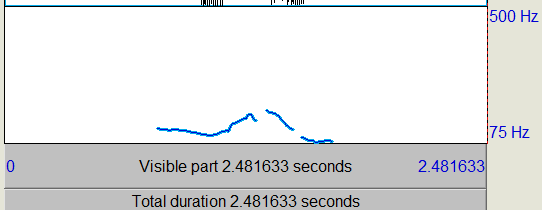 500 Hz
75 Hz
0 Visible part 2.481633 seconds 2.481633
Total duration 2.481633 seconds